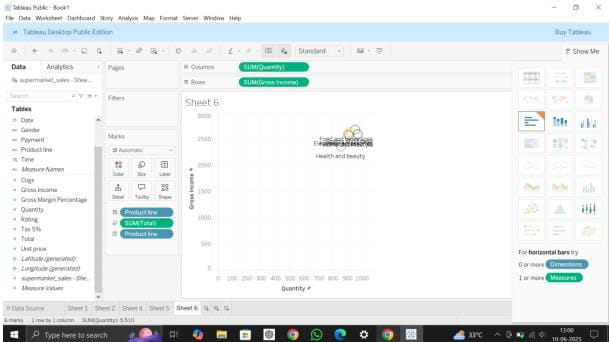 Tableau Public - Book1
File Data Worksheet Dashboard Story Analysis Map Format Server Window Help
Tableau Desktop Public Edition
Buy Tableau
Standard
Show Me
Data Analytics
Pages
Columns SUM(Quantity)
Rows SUM(Gross Income)
supermarket_sales - Shee...
Search
Filters
Sheet 6
Tables
Date
Gender
Payment
Product line
Time
Measure Names
Cogs
Gross Income
Gross Margin Percentage
Quantity
Rating
Tax 5%
Total
Unit price
Latitude (generated)
Longitude (generated)
supermarket_sales - She...
Measure Values
Marks
Automatic
Color Size Label
Detail Tooltip Shape
Product line
SUM(Total)
Product line
Gross Income
3000
2500
2000
1500
1000
500
0
Food and beverages
Health and beauty
0 100 200 300 400 500 600 700 800 900 1000
Quantity
For horizontal bars try
0 or more Dimensions
1 or more Measures
Data Source Sheet 1 Sheet 2 Sheet 4 Sheet 5 Sheet 6
6 marks 1 row by 1 column SUM(Quantity): 5,510
Type here to search
33°C
13:00
10-06-2025